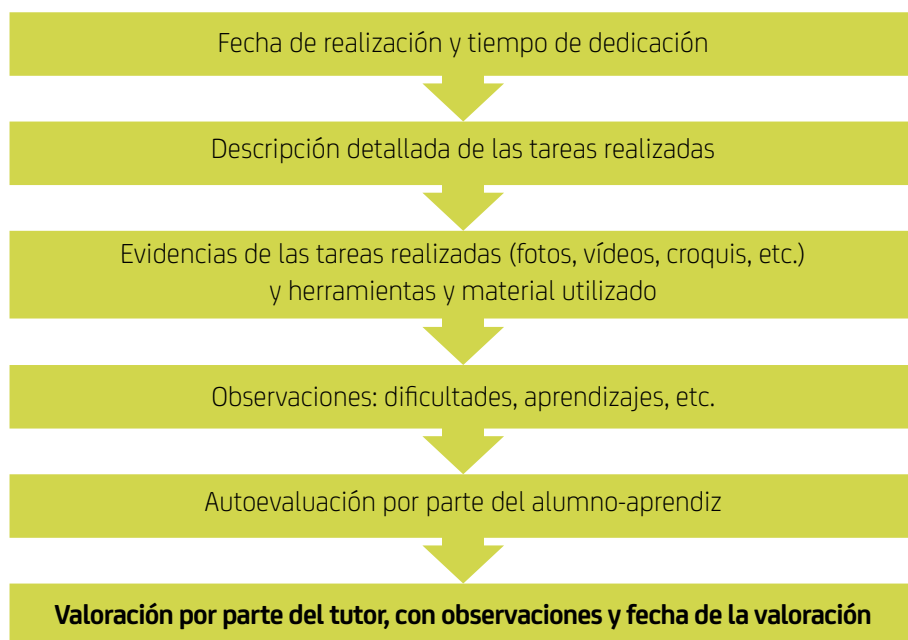 Fecha de realización y tiempo de dedicación
Descripción detallada de las tareas realizadas
Evidencias de las tareas realizadas (fotos, vídeos, croquis, etc.)
y herramientas y material utilizado
Observaciones: dificultades, aprendizajes, etc.
Autoevaluación por parte del alumno-aprendiz
Valoración por parte del tutor, con observaciones y fecha de la valoración